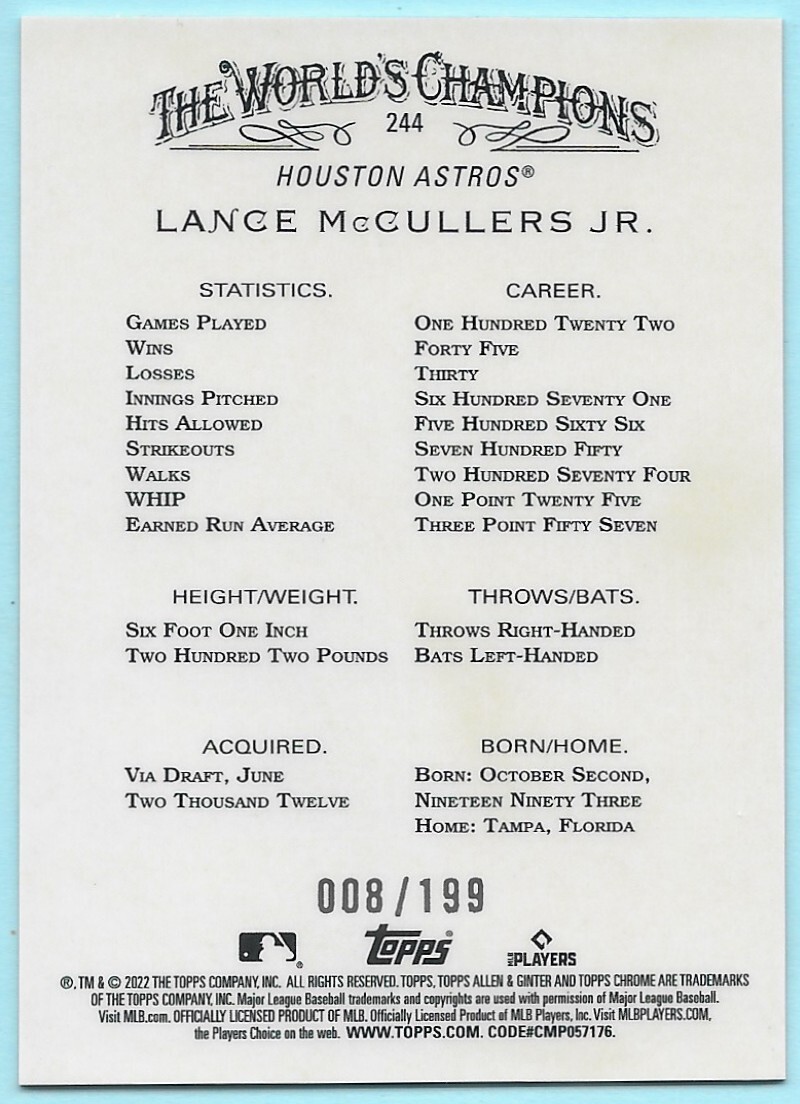 THE WORLD'S CHAMPIONS
244
HOUSTON ASTROS®
LANCE McCULLERS JR.
STATISTICS. CAREER.
GAMES PLAYED ONE HUNDRED TWENTY TWO
WINS FORTY FIVE
LOSSES THIRTY
INNINGS PITCHED SIX HUNDRED SEVENTY ONE
HITS ALLOWED FIVE HUNDRED SIXTY SIX
STRIKEOUTS SEVEN HUNDRED FIFTY
WALKS TWO HUNDRED SEVENTY FOUR
WHIP ONE POINT TWENTY FIVE
EARNED RUN AVERAGE THREE POINT FIFTY SEVEN
HEIGHT/WEIGHT. THROWS/BATS.
SIX FOOT ONE INCH THROWS RIGHT-HANDED
TWO HUNDRED TWO POUNDS BATS LEFT-HANDED
ACQUIRED. BORN/HOME.
VIA DRAFT, JUNE BORN: OCTOBER SECOND,
TWO THOUSAND TWELVE NINETEEN NINETY THREE
HOME: TAMPA, FLORIDA
008/199
® Topps MLB PLAYERS
®, TM & © 2022 THE TOPPS COMPANY, INC. ALL RIGHTS RESERVED. TOPPS, TOPPS ALLEN & GINTER AND TOPPS CHROME ARE TRADEMARKS
OF THE TOPPS COMPANY, INC. Major League Baseball trademarks and copyrights are used with permission of Major League Baseball.
Visit MLB.com. OFFICIALLY LICENSED PRODUCT OF MLB. Officially Licensed Product of MLB Players, Inc. Visit MLBPLAYERS.COM,
the Players Choice on the web. WWW.TOPPS.COM. CODE#CMP057176.